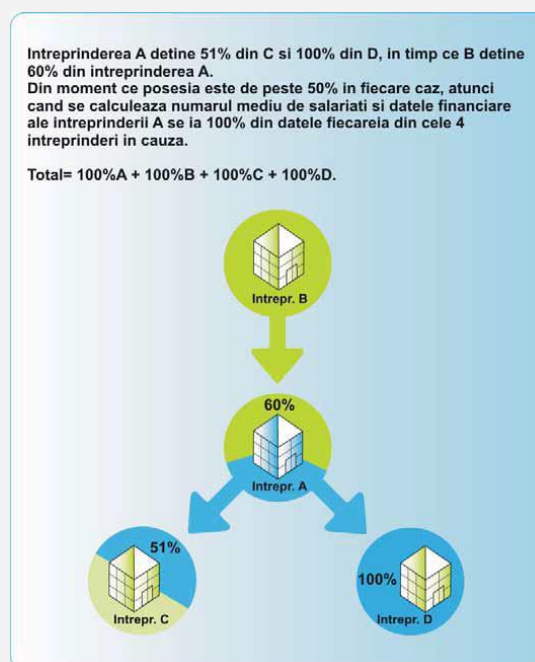 Intreprinderea A detine 51% din C si 100% din D, in timp ce B detine
60% din intreprinderea A.
Din moment ce posesia este de peste 50% in fiecare caz, atunci
cand se calculeaza numarul mediu de salariati si datele financiare
ale intreprinderii A se ia 100% din datele fiecareia din cele 4
intreprinderi in cauza.
Total= 100%A + 100%B + 100%C + 100%D.
Intrepr. B
60%
Intrepr. A
51%
Intrepr. C
100%
Intrepr. D